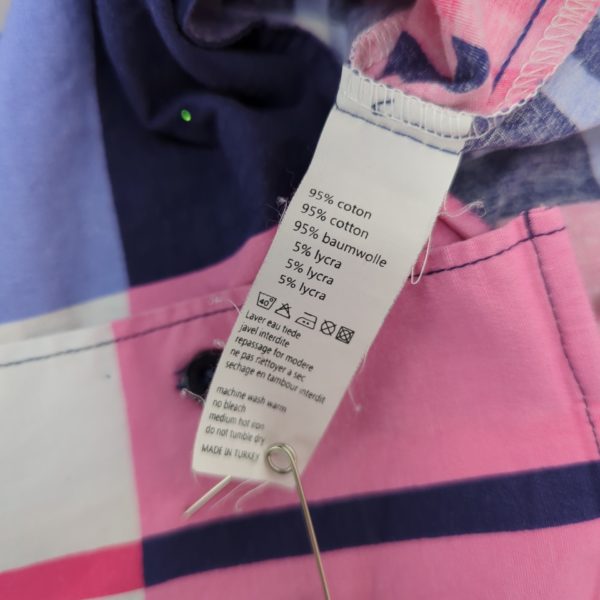 95% coton
95% cotton
95% baumwolle
5% lycra
5% lycra
5% lycra
40°
Laver eau tiede
javel interdite
repassage for modere
ne pas nettoyer a sec
sechage en tambour interdit
machine wash warm
no bleach
medium hot iron
do not tumble dry
MADE IN TURKEY